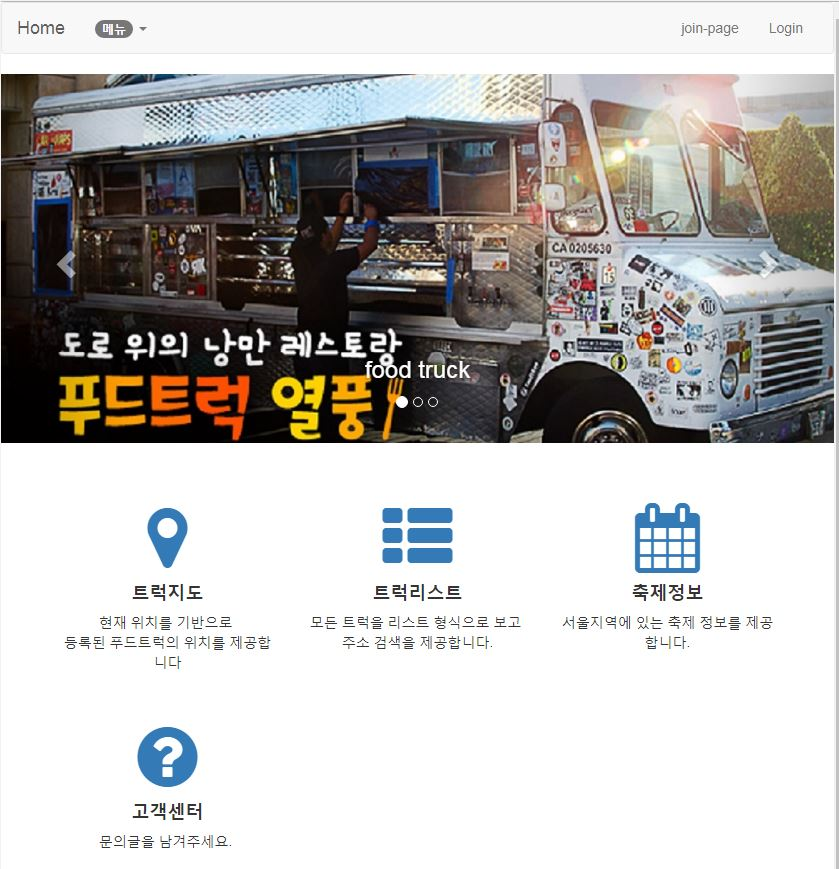 Home 메뉴 join-page Login
CA 0205630
도로 위의 낭만 레스토랑
food truck
푸드트럭 열풍
트럭지도
현재 위치를 기반으로
등록된 푸드트럭의 위치를 제공합
니다
트럭리스트
모든 트럭을 리스트 형식으로 보고
주소 검색을 제공합니다.
축제정보
서울지역에 있는 축제 정보를 제공
합니다.
고객센터
문의글을 남겨주세요.